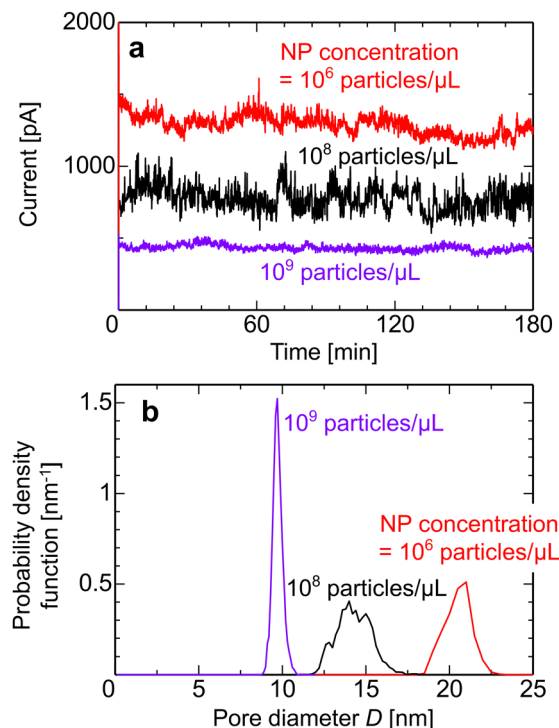 a
2000
1000
0
Current [pA]
NP concentration
= 10⁶ particles/µL
10⁸ particles/µL
10⁹ particles/µL
0
60
120
180
Time [min]
b
1.5
1
0.5
0
Probability density
function [nm⁻¹]
10⁹ particles/µL
NP concentration
= 10⁶ particles/µL
10⁸ particles/µL
0
5
10
15
20
25
Pore diameter D [nm]